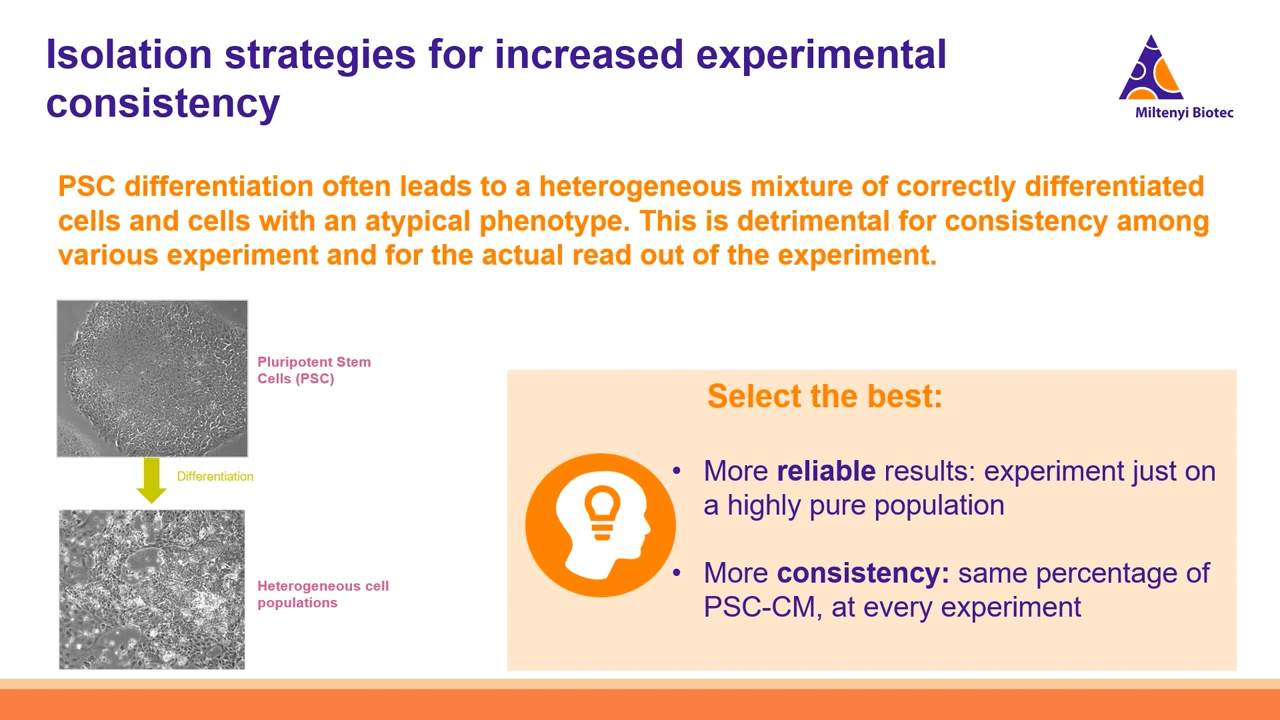 Isolation strategies for increased experimental
consistency
Miltenyi Biotec
PSC differentiation often leads to a heterogeneous mixture of correctly differentiated
cells and cells with an atypical phenotype. This is detrimental for consistency among
various experiment and for the actual read out of the experiment.
Pluripotent Stem
Cells (PSC)
Differentiation
Heterogeneous cell
populations
Select the best:
• More reliable results: experiment just on
a highly pure population
• More consistency: same percentage of
PSC-CM, at every experiment